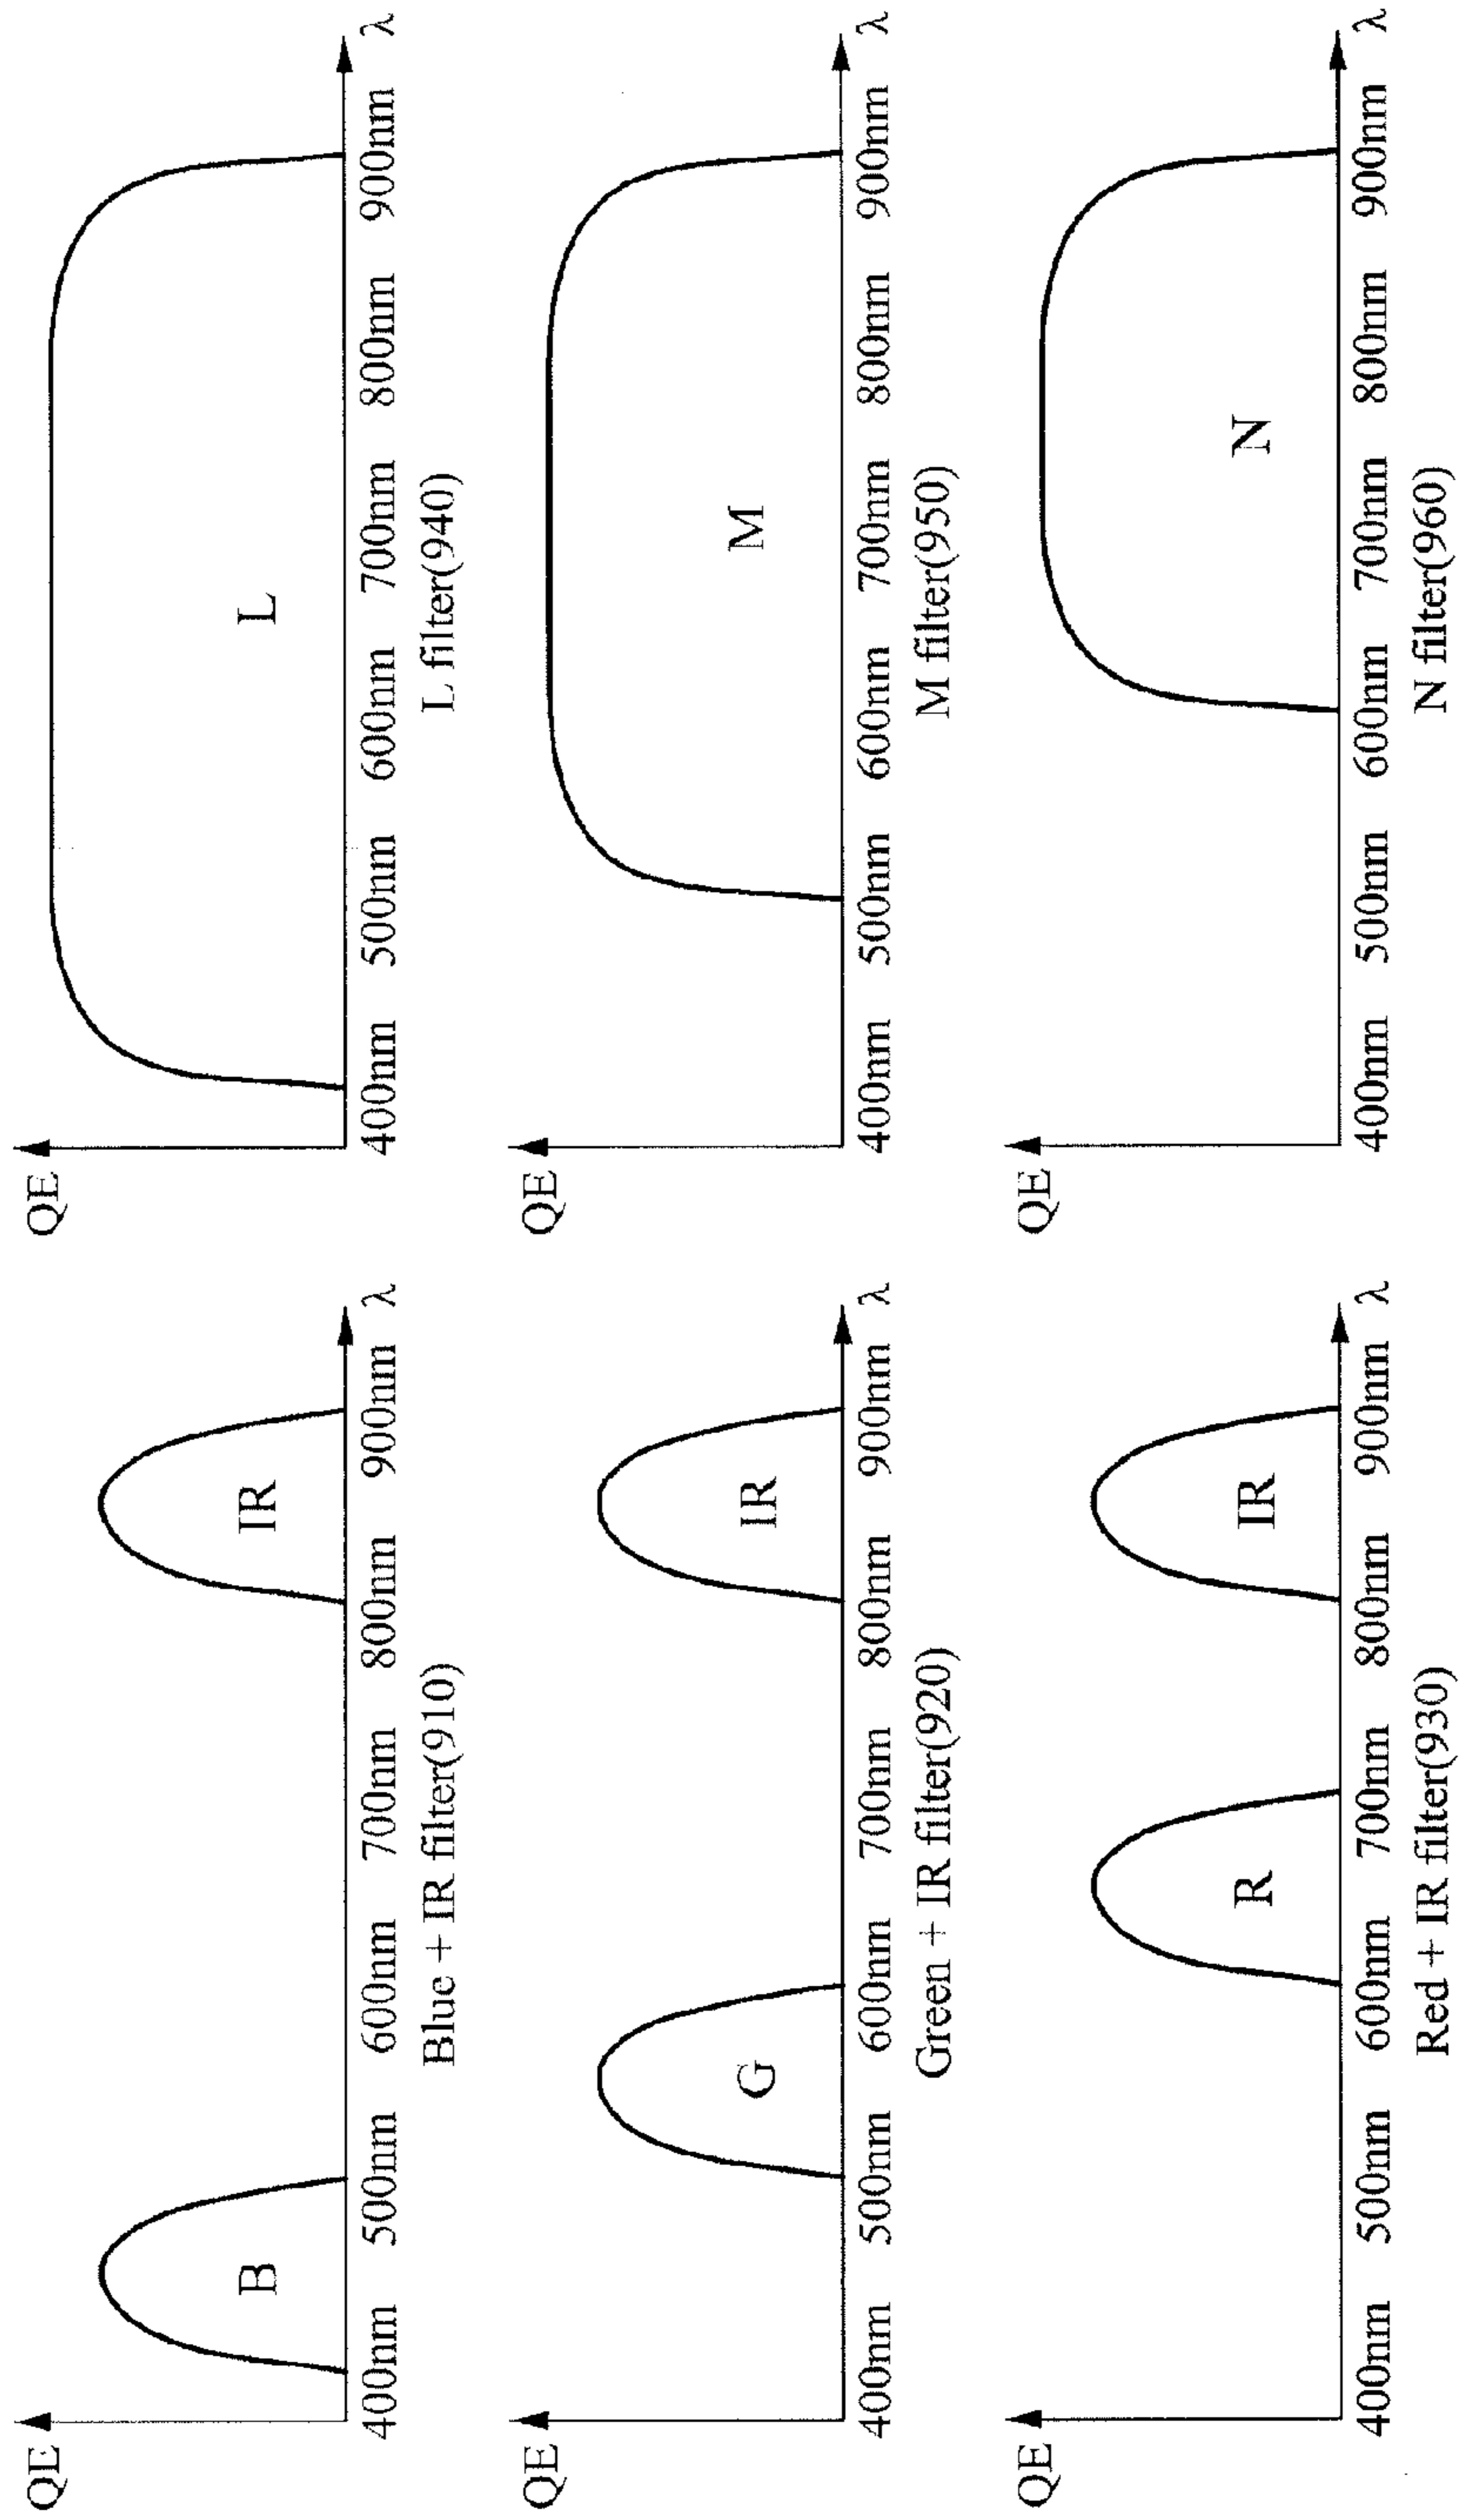 QE
B
IR
400nm 500nm 600nm 700nm 800nm 900nm λ
Blue + IR filter(910)
QE
L
400nm 500nm 600nm 700nm 800nm 900nm λ
L filter(940)
QE
G
IR
400nm 500nm 600nm 700nm 800nm 900nm λ
Green + IR filter(920)
QE
M
400nm 500nm 600nm 700nm 800nm 900nm λ
M filter(950)
QE
R
IR
400nm 500nm 600nm 700nm 800nm 900nm λ
Red + IR filter(930)
QE
N
400nm 500nm 600nm 700nm 800nm 900nm λ
N filter(960)